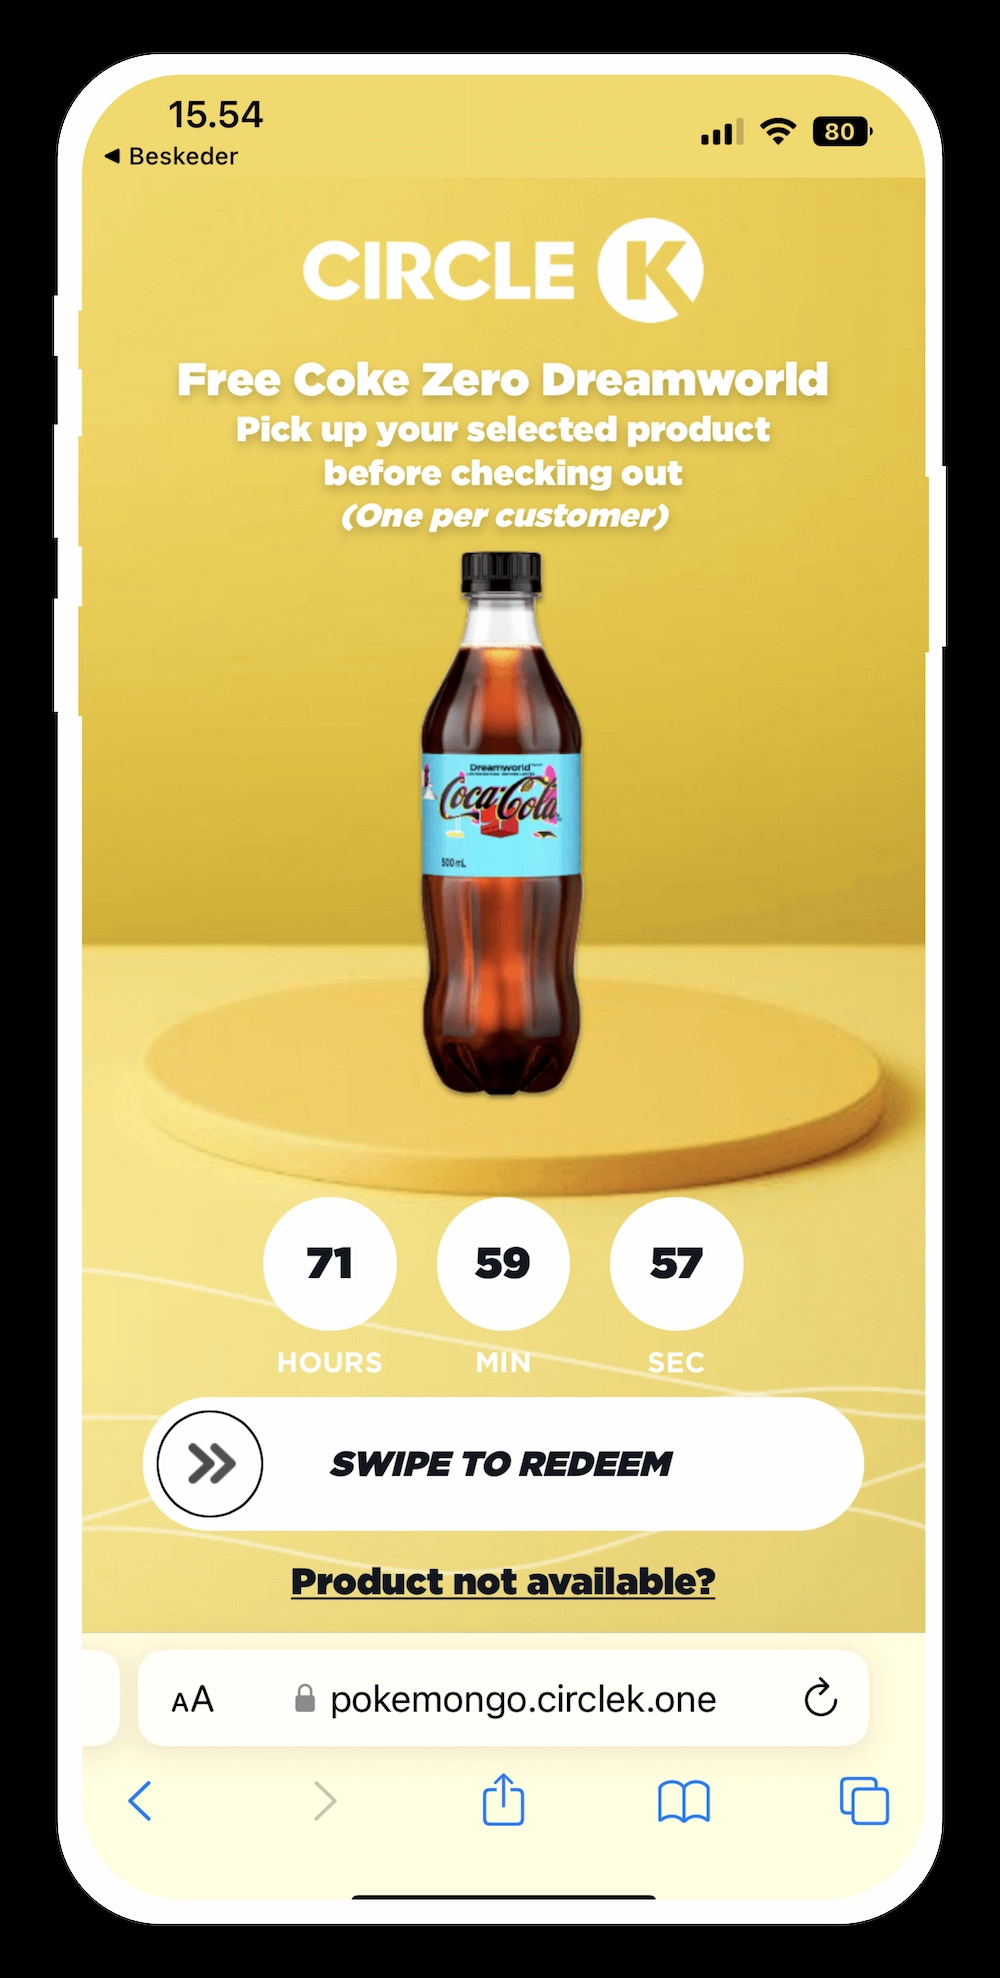 15.54
◀ Beskeder
80
CIRCLE K
Free Coke Zero Dreamworld
Pick up your selected product
before checking out
(One per customer)
Dreamworld
Coca-Cola
500 mL
71 59 57
HOURS MIN SEC
SWIPE TO REDEEM
Product not available?
AA pokemongo.circlek.one